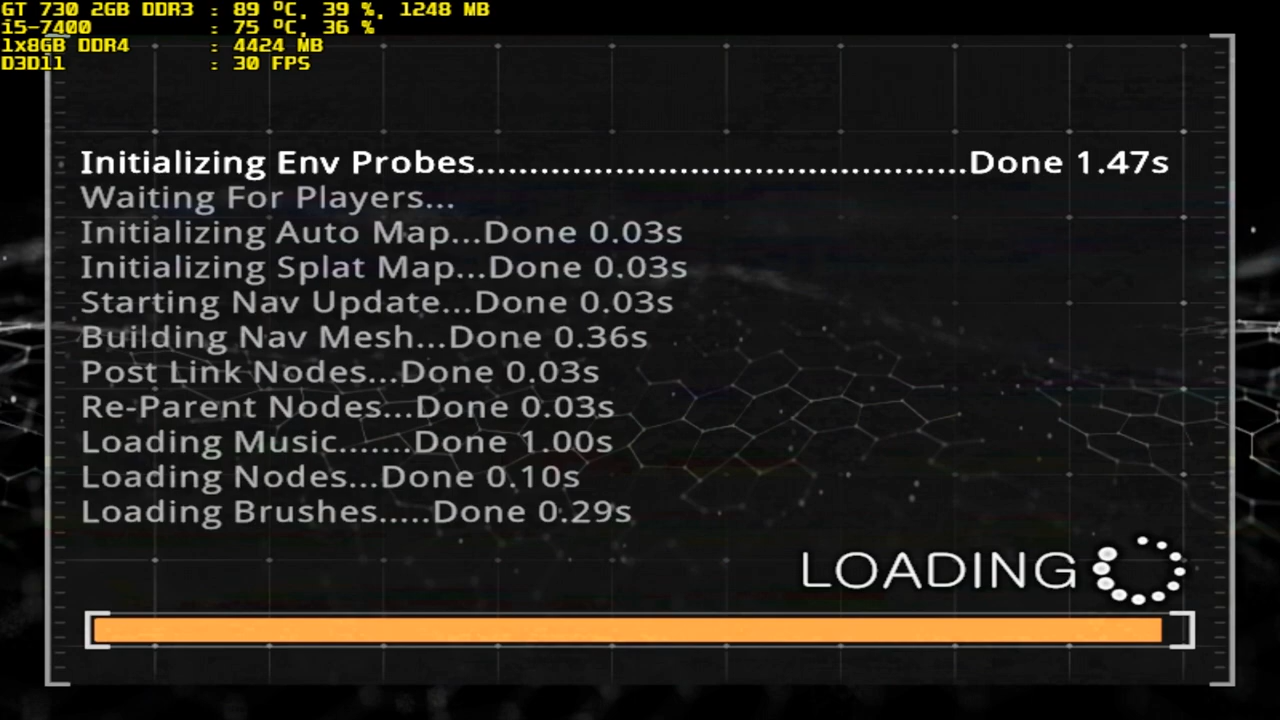 GT 730 2GB DDR3 : 89 ºC, 39 %, 1248 MB
i5-7400 : 75 ºC, 36 %
1x8GB DDR4 : 4424 MB
D3D11 : 30 FPS
Initializing Env Probes..........................................Done 1.47s
Waiting For Players...
Initializing Auto Map...Done 0.03s
Initializing Splat Map...Done 0.03s
Starting Nav Update...Done 0.03s
Building Nav Mesh...Done 0.36s
Post Link Nodes...Done 0.03s
Re-Parent Nodes...Done 0.03s
Loading Music.......Done 1.00s
Loading Nodes...Done 0.10s
Loading Brushes.....Done 0.29s
LOADING